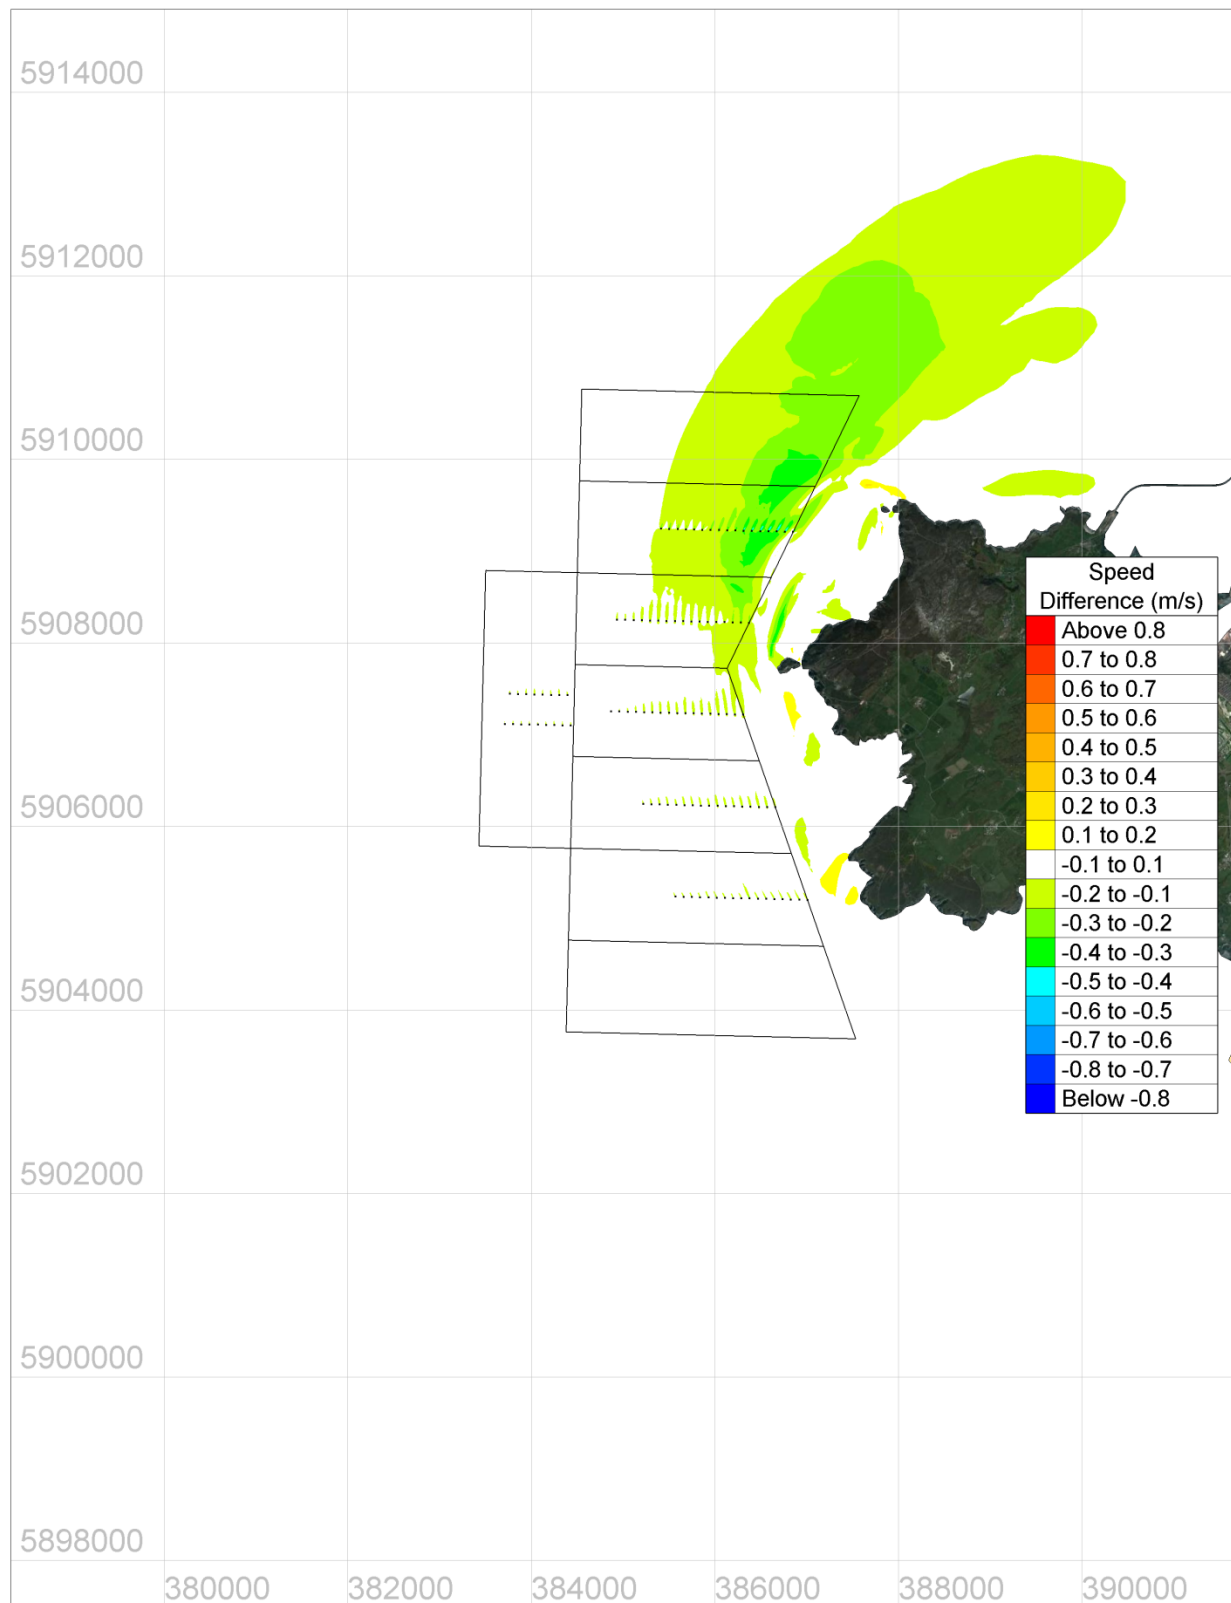 5914000
5912000
5910000
5908000
5906000
5904000
5902000
5900000
5898000
380000
382000
384000
386000
388000
390000
Speed
Difference (m/s)
Above 0.8
0.7 to 0.8
0.6 to 0.7
0.5 to 0.6
0.4 to 0.5
0.3 to 0.4
0.2 to 0.3
0.1 to 0.2
-0.1 to 0.1
-0.2 to -0.1
-0.3 to -0.2
-0.4 to -0.3
-0.5 to -0.4
-0.6 to -0.5
-0.7 to -0.6
-0.8 to -0.7
Below -0.8